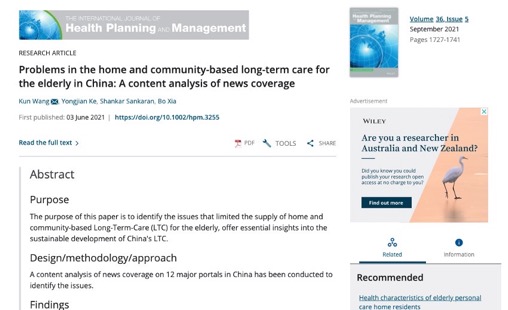 THE INTERNATIONAL JOURNAL OF
Health Planning AND Management
RESEARCH ARTICLE
Problems in the home and community-based long-term care for
the elderly in China: A content analysis of news coverage
Kun Wang, Yongjian Ke, Shankar Sankaran, Bo Xia
First published: 03 June 2021 | https://doi.org/10.1002/hpm.3255
Read the full text >
PDF TOOLS SHARE
Abstract
Purpose
The purpose of this paper is to identify the issues that limited the supply of home and
community-based Long-Term-Care (LTC) for the elderly, offer essential insights into the
sustainable development of China's LTC.
Design/methodology/approach
A content analysis of news coverage on 12 major portals in China has been conducted to
identify the issues.
Findings
Health Planning
Volume 36, Issue 5
September 2021
Pages 1727-1741
Advertisement
WILEY
Are you a researcher in
Australia and New Zealand?
Did you know you could
publish your research open
access at no charge to you?
Find out more
Related
Information
Recommended
Health characteristics of elderly personal
care home residents